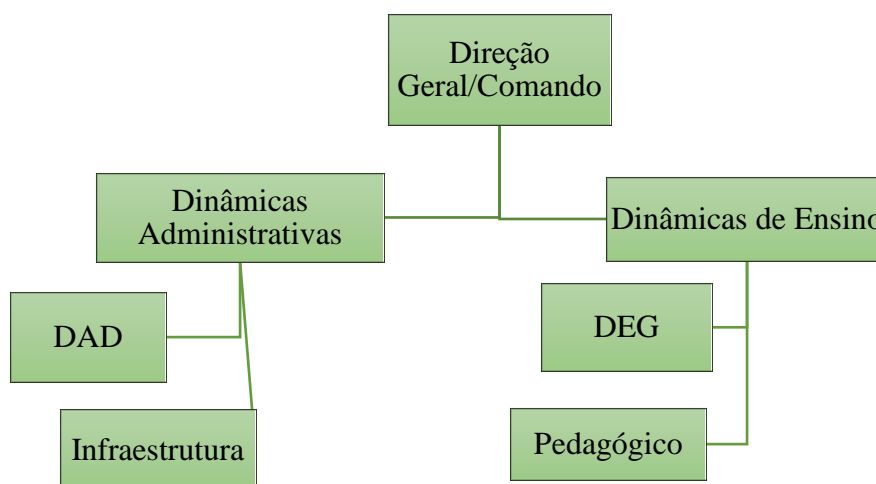 Direção
Geral/Comando
Dinâmicas
Administrativas
Dinâmicas de Ensino
DAD
DEG
Infraestrutura
Pedagógico